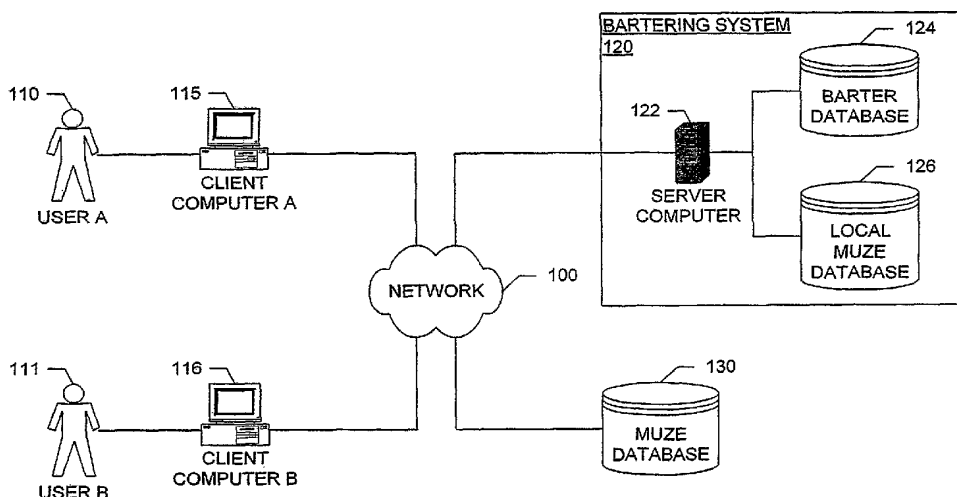 BARTERING SYSTEM
120
124
BARTER
DATABASE
122
SERVER
COMPUTER
126
LOCAL
MUZE
DATABASE
110
USER A
115
CLIENT
COMPUTER A
NETWORK
100
111
USER B
116
CLIENT
COMPUTER B
130
MUZE
DATABASE